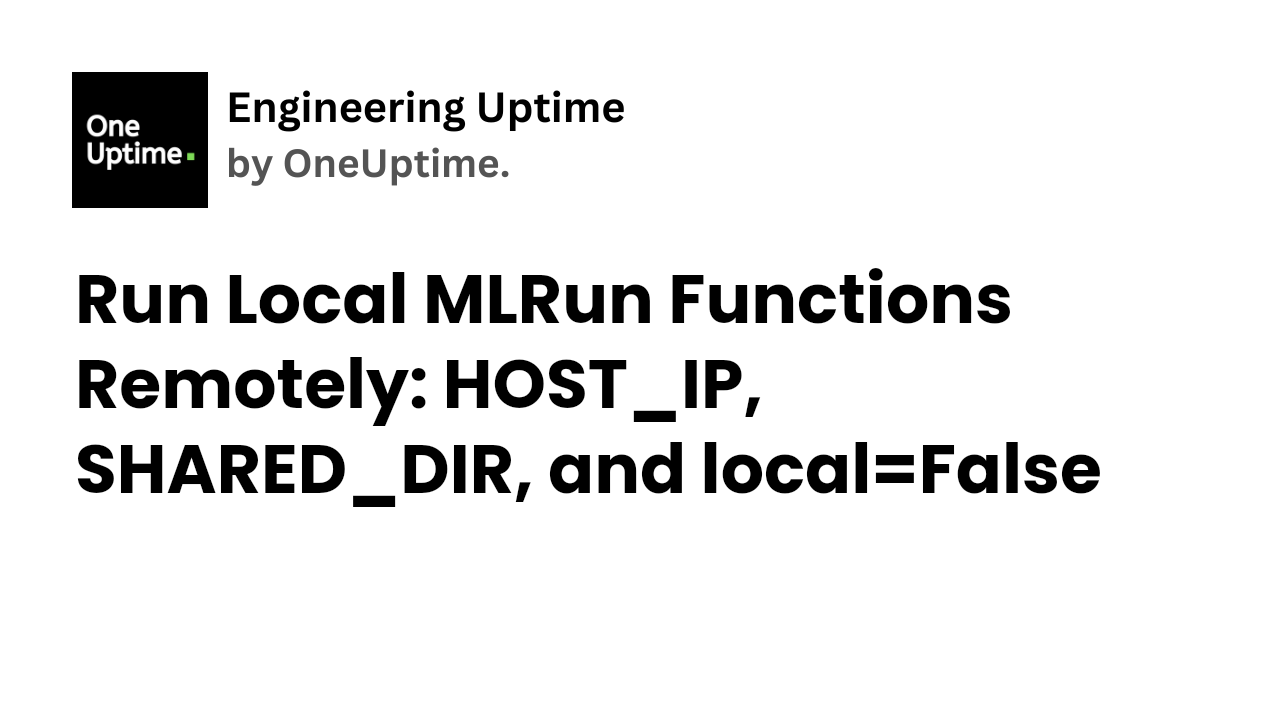 One
Uptime.
Engineering Uptime
by OneUptime.
Run Local MLRun Functions
Remotely: HOST_IP,
SHARED_DIR, and local=False